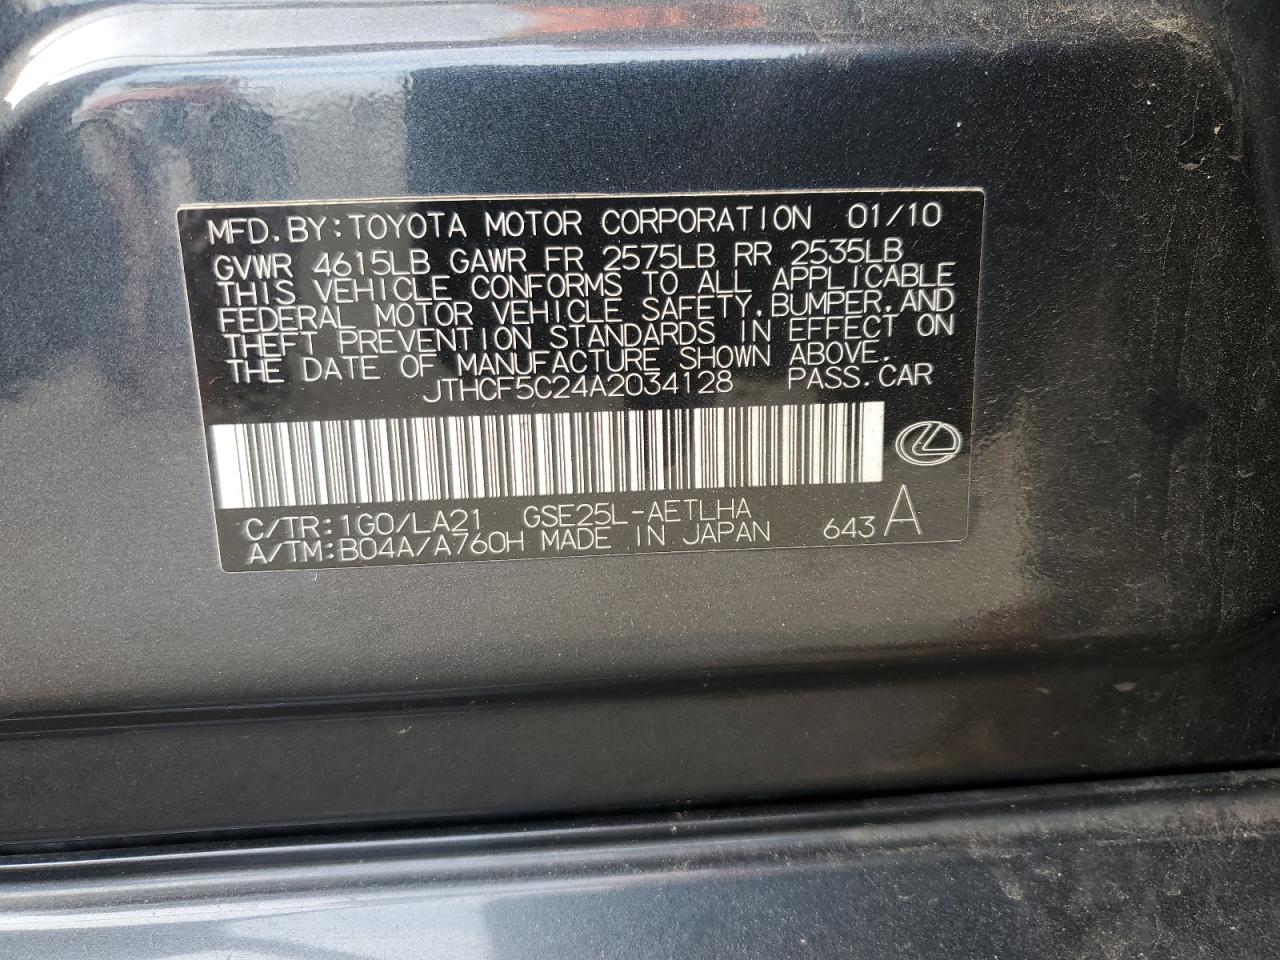 MFD. BY: TOYOTA MOTOR CORPORATION 01/10
GVWR 4615LB GAWR FR 2575LB RR 2535LB
THIS VEHICLE CONFORMS TO ALL APPLICABLE
FEDERAL MOTOR VEHICLE SAFETY, BUMPER, AND
THEFT PREVENTION STANDARDS IN EFFECT ON
THE DATE OF MANUFACTURE SHOWN ABOVE.
JTHCF5C24A2034128 PASS. CAR
C/TR: 1G0/LA21 GSE25L-AETLHA
A/TM: B04A/A760H MADE IN JAPAN 643 A